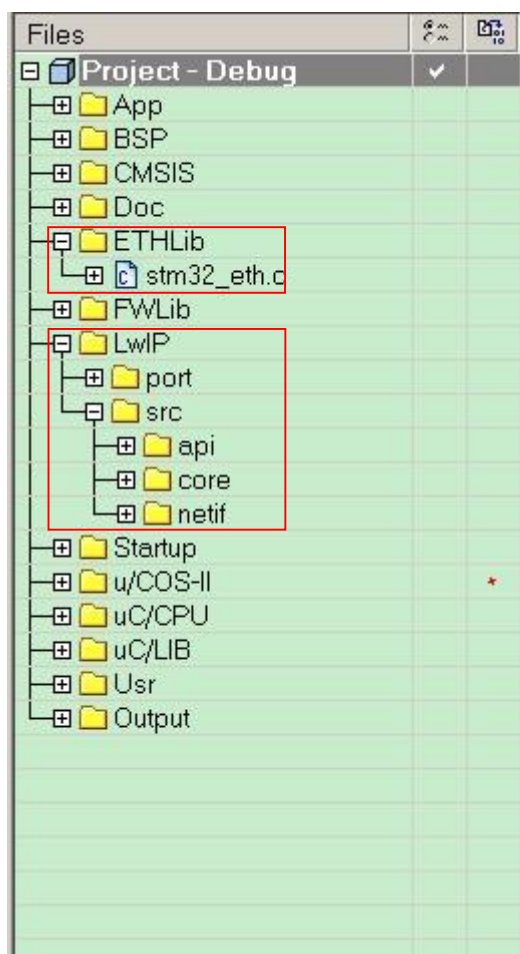 Files
Project - Debug
App
BSP
CMSIS
Doc
ETHLib
stm32_eth.c
FWLib
LwIP
port
src
api
core
netif
Startup
u/COS-II
uC/CPU
uC/LIB
Usr
Output